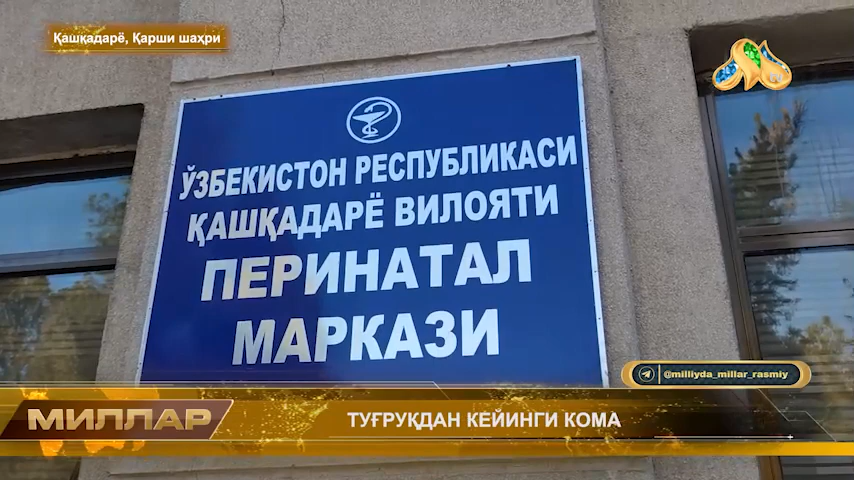 Қашқадарё, Қарши шаҳри
ЎЗБЕКИСТОН РЕСПУБЛИКАСИ
ҚАШҚАДАРЁ ВИЛОЯТИ
ПЕРИНАТАЛ
МАРКАЗИ
@milliyda_millar_rasmiy
МИЛЛАР
ТУҒРУҚДАН КЕЙИНГИ КОМА